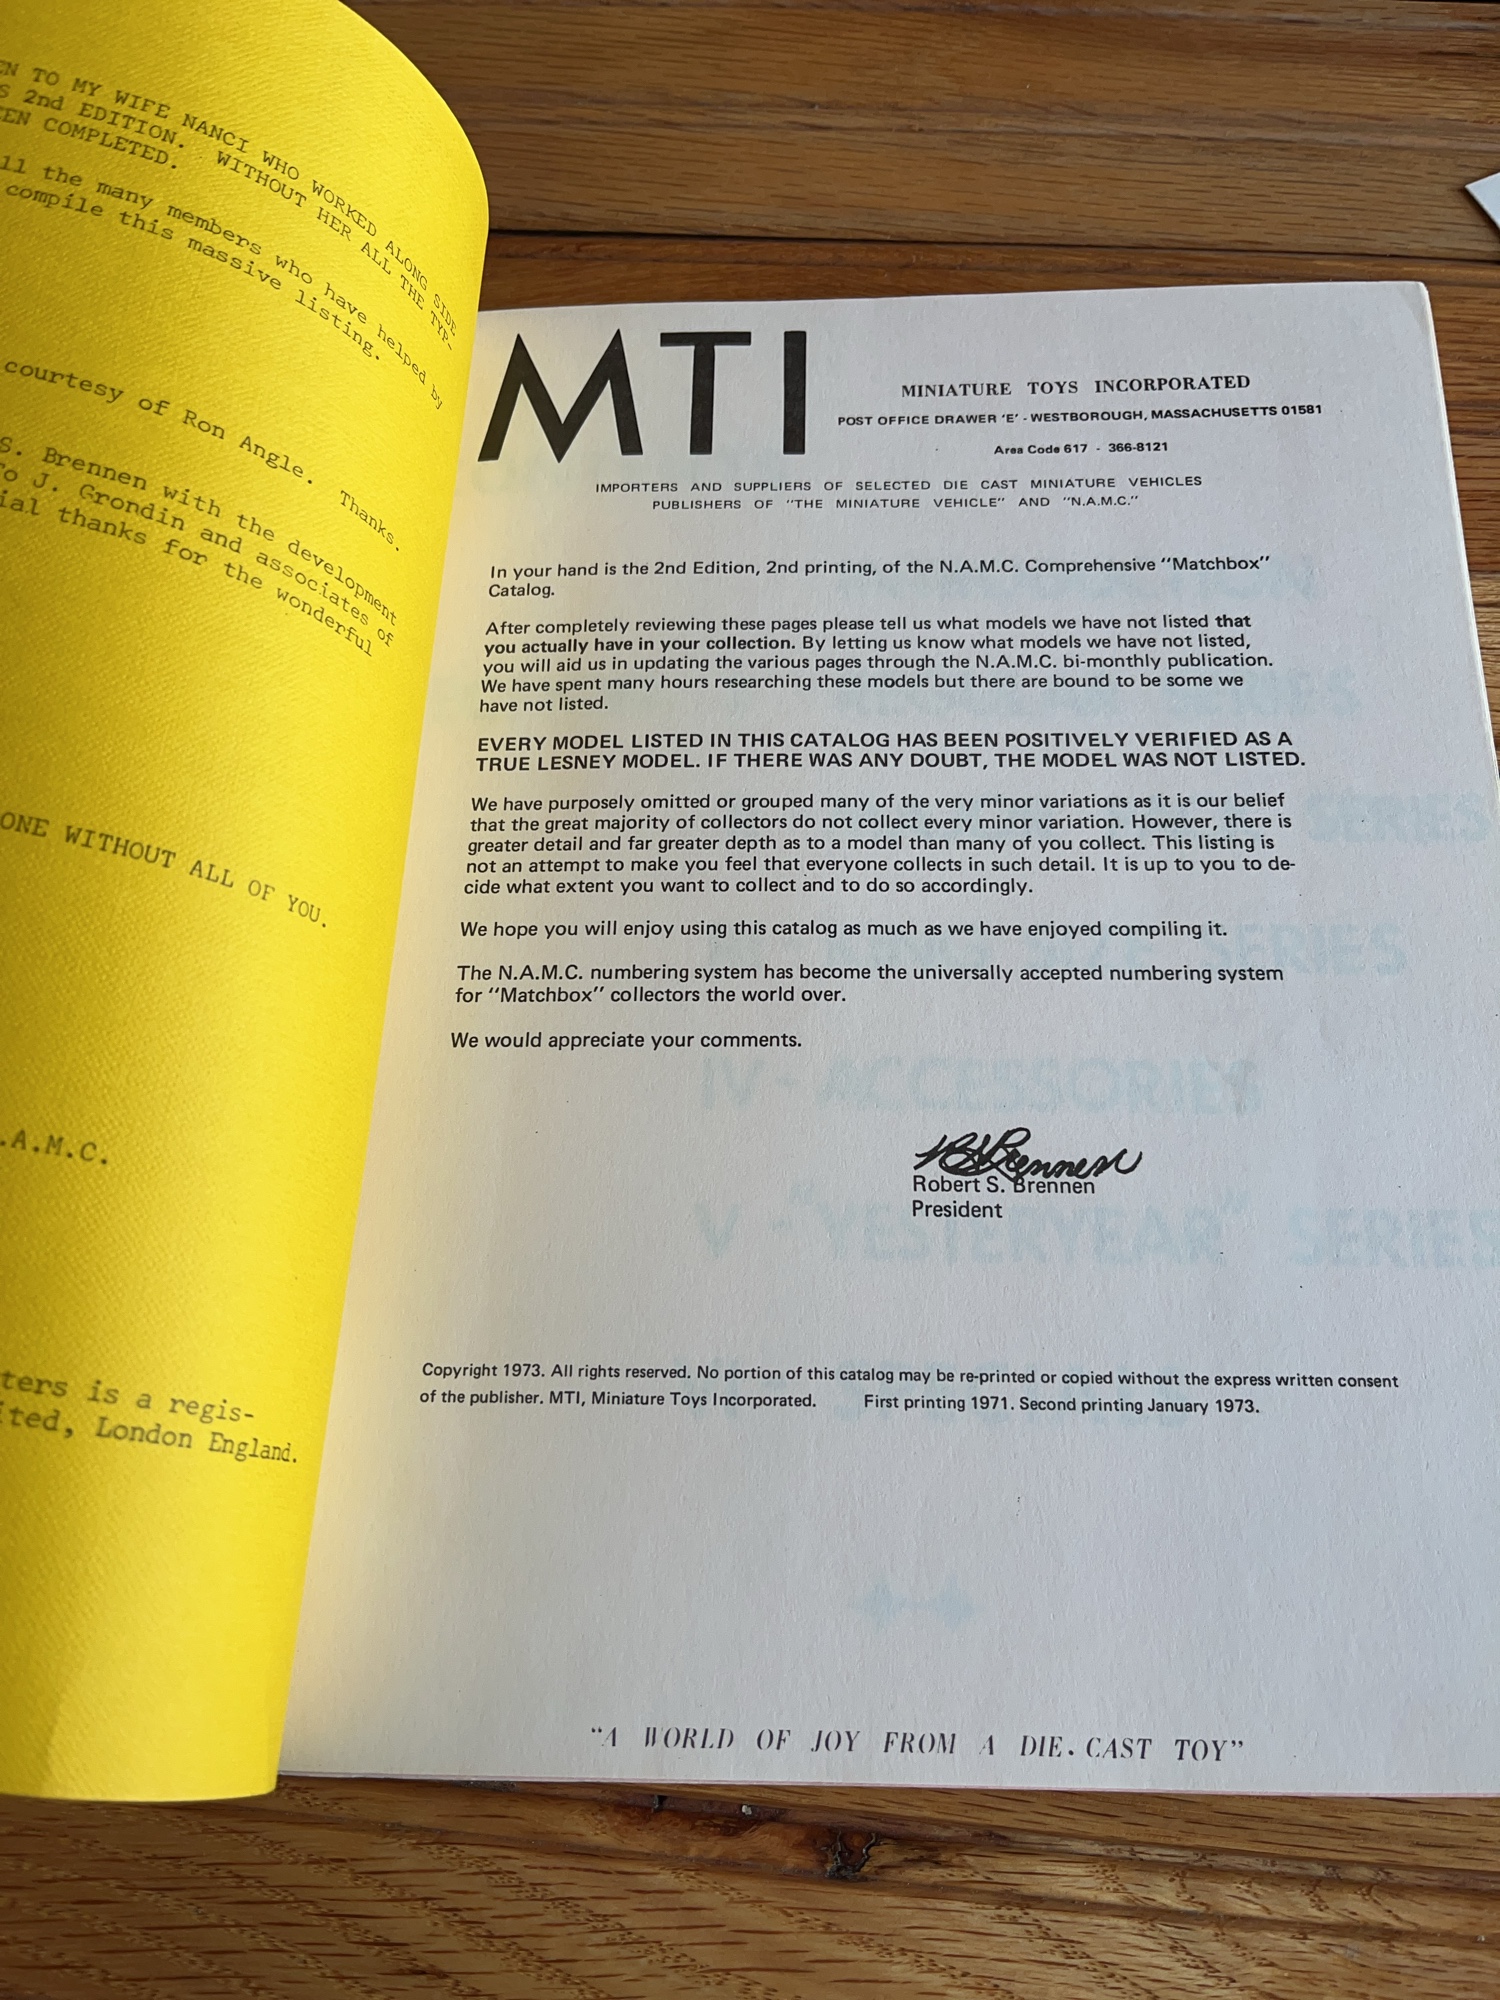 EN TO MY WIFE NANCI WHO WORKED ALONG SIDE
S 2nd EDITION. WITHOUT HER ALL THE TYP-
EEN COMPLETED.
ll the many members who have helped by
compile this massive listing.
courtesy of Ron Angle. Thanks.
S. Brennen with the development
To J. Grondin and associates of
ial thanks for the wonderful
ONE WITHOUT ALL OF YOU.
.A.M.C.
ters is a regis-
ited, London England.
MTI
MINIATURE TOYS INCORPORATED
POST OFFICE DRAWER 'E' - WESTBOROUGH, MASSACHUSETTS 01581
Area Code 617 - 366-8121
IMPORTERS AND SUPPLIERS OF SELECTED DIE CAST MINIATURE VEHICLES
PUBLISHERS OF "THE MINIATURE VEHICLE" AND "N.A.M.C."
In your hand is the 2nd Edition, 2nd printing, of the N.A.M.C. Comprehensive "Matchbox"
Catalog.
After completely reviewing these pages please tell us what models we have not listed that
you actually have in your collection. By letting us know what models we have not listed,
you will aid us in updating the various pages through the N.A.M.C. bi-monthly publication.
We have spent many hours researching these models but there are bound to be some we
have not listed.
EVERY MODEL LISTED IN THIS CATALOG HAS BEEN POSITIVELY VERIFIED AS A
TRUE LESNEY MODEL. IF THERE WAS ANY DOUBT, THE MODEL WAS NOT LISTED.
We have purposely omitted or grouped many of the very minor variations as it is our belief
that the great majority of collectors do not collect every minor variation. However, there is
greater detail and far greater depth as to a model than many of you collect. This listing is
not an attempt to make you feel that everyone collects in such detail. It is up to you to de-
cide what extent you want to collect and to do so accordingly.
We hope you will enjoy using this catalog as much as we have enjoyed compiling it.
SERIES
The N.A.M.C. numbering system has become the universally accepted numbering system
for "Matchbox" collectors the world over.
We would appreciate your comments.
IV - ACCESSORIES
RS Brennen
Robert S. Brennen
President
V - "YESTERYEAR" SERIES
Copyright 1973. All rights reserved. No portion of this catalog may be re-printed or copied without the express written consent
of the publisher. MTI, Miniature Toys Incorporated. First printing 1971. Second printing January 1973.
"A WORLD OF JOY FROM A DIE.CAST TOY"